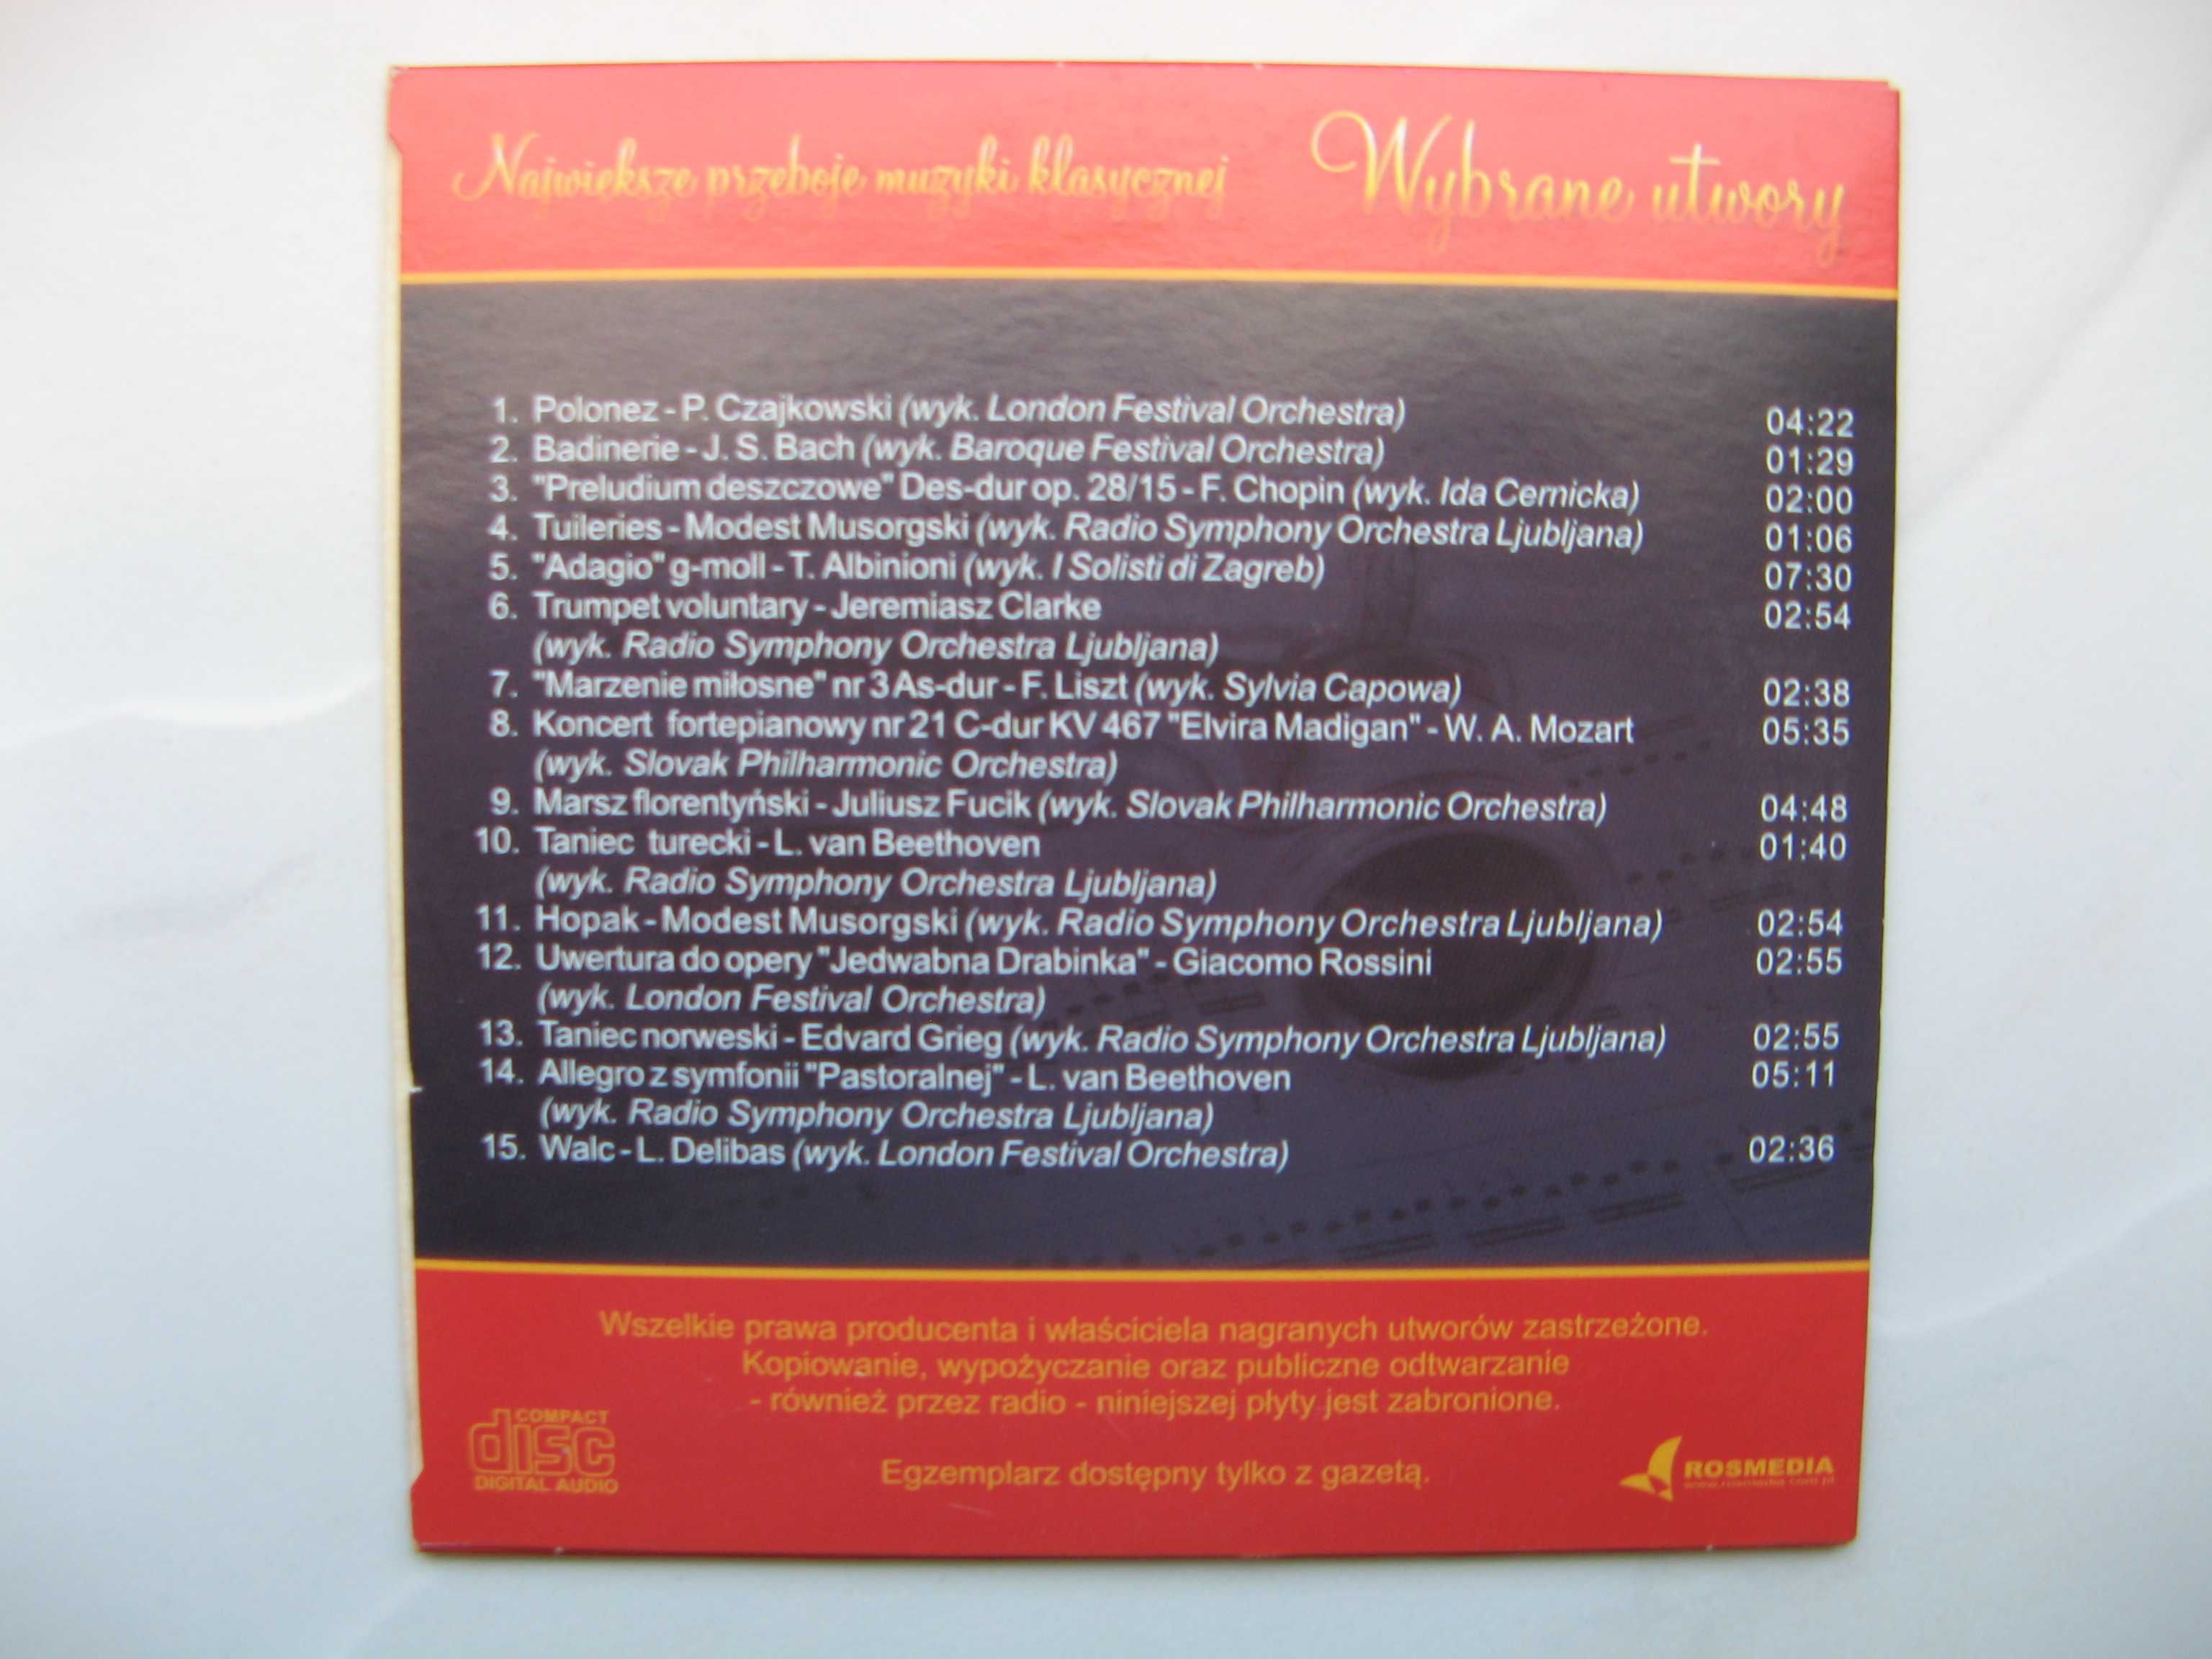 Największe przeboje muzyki klasycznej Wybrane utwory
1. Polonez - P. Czajkowski (wyk. London Festival Orchestra) 04:22
2. Badinerie - J. S. Bach (wyk. Baroque Festival Orchestra) 01:29
3. "Preludium deszczowe" Des-dur op. 28/15 - F. Chopin (wyk. Ida Cernicka) 02:00
4. Tuileries - Modest Musorgski (wyk. Radio Symphony Orchestra Ljubljana) 01:06
5. "Adagio" g-moll - T. Albinioni (wyk. I Solisti di Zagreb) 07:30
6. Trumpet voluntary - Jeremiasz Clarke 02:54
(wyk. Radio Symphony Orchestra Ljubljana)
7. "Marzenie miłosne" nr 3 As-dur - F. Liszt (wyk. Sylvia Capowa) 02:38
8. Koncert fortepianowy nr 21 C-dur KV 467 "Elvira Madigan" - W. A. Mozart 05:35
(wyk. Slovak Philharmonic Orchestra)
9. Marsz florentyński - Juliusz Fucik (wyk. Slovak Philharmonic Orchestra) 04:48
10. Taniec turecki - L. van Beethoven 01:40
(wyk. Radio Symphony Orchestra Ljubljana)
11. Hopak - Modest Musorgski (wyk. Radio Symphony Orchestra Ljubljana) 02:54
12. Uwertura do opery "Jedwabna Drabinka" - Giacomo Rossini 02:55
(wyk. London Festival Orchestra)
13. Taniec norweski - Edvard Grieg (wyk. Radio Symphony Orchestra Ljubljana) 02:55
14. Allegro z symfonii "Pastoralnej" - L. van Beethoven 05:11
(wyk. Radio Symphony Orchestra Ljubljana)
15. Walc - L. Delibas (wyk. London Festival Orchestra) 02:36
Wszelkie prawa producenta i właściciela nagranych utworów zastrzeżone.
Kopiowanie, wypożyczanie oraz publiczne odtwarzanie
- również przez radio - niniejszej płyty jest zabronione.
Egzemplarz dostępny tylko z gazetą.
COMPACT
disc
DIGITAL AUDIO
ROSMEDIA
www.rosmedia.com.pl